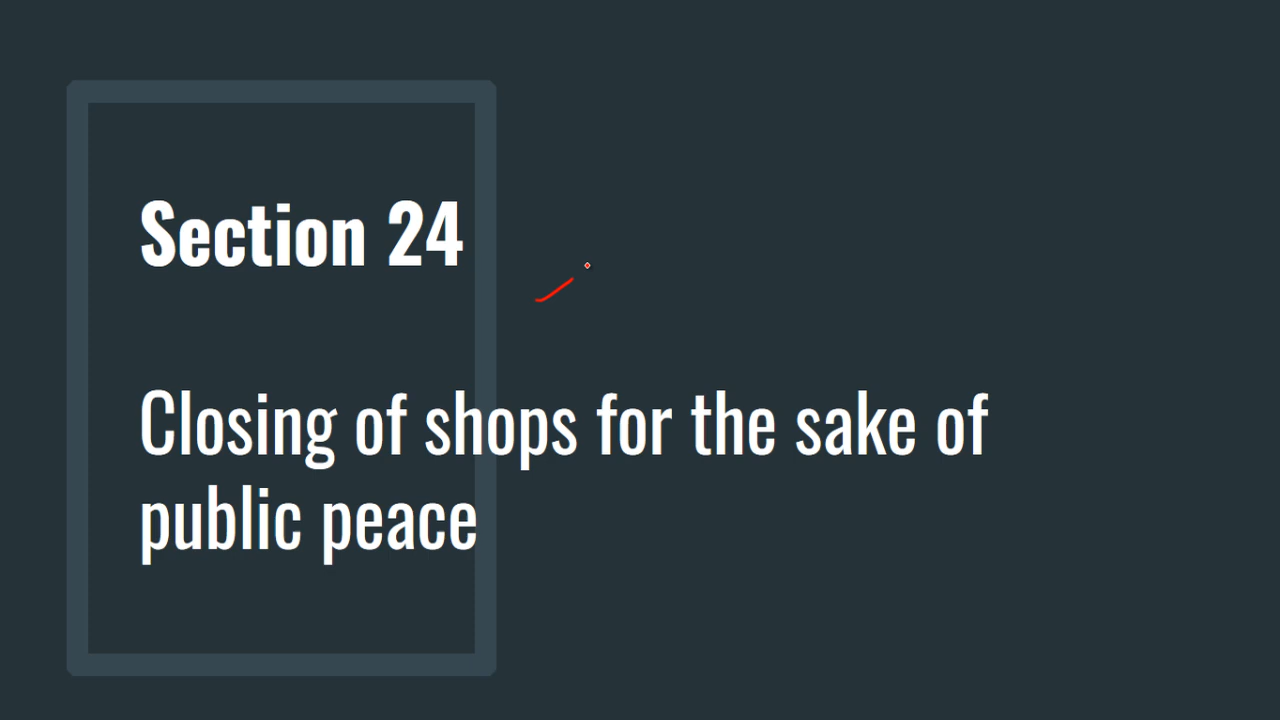 Section 24
Closing of shops for the sake of
public peace